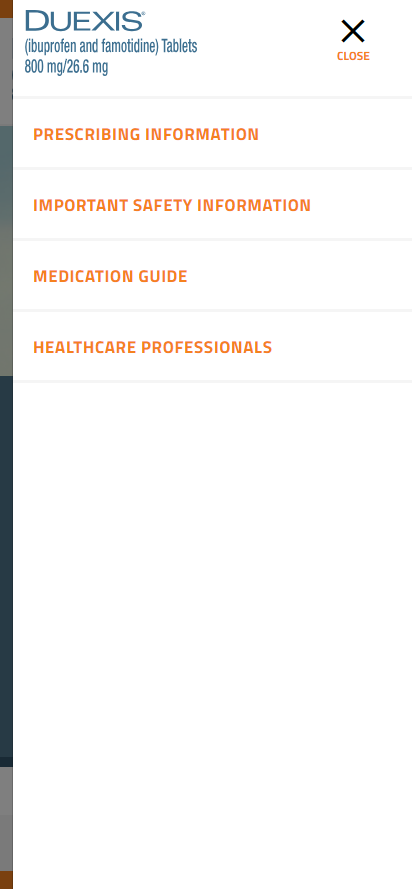 DUEXIS®
(ibuprofen and famotidine) Tablets
800 mg/26.6 mg
CLOSE
PRESCRIBING INFORMATION
IMPORTANT SAFETY INFORMATION
MEDICATION GUIDE
HEALTHCARE PROFESSIONALS